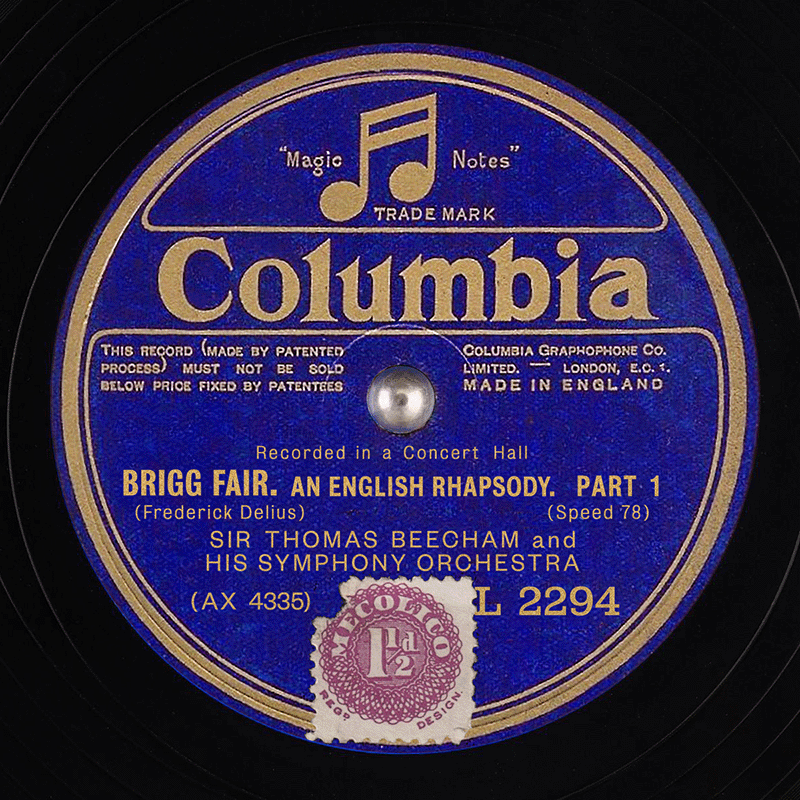 "Magic Notes"
TRADE MARK
Columbia
THIS RECORD (MADE BY PATENTED
PROCESS) MUST NOT BE SOLD
BELOW PRICE FIXED BY PATENTEES
COLUMBIA GRAPHOPHONE CO.
LIMITED. — LONDON, E.C.1.
MADE IN ENGLAND
Recorded in a Concert Hall
BRIGG FAIR. AN ENGLISH RHAPSODY. PART 1
(Frederick Delius) (Speed 78)
SIR THOMAS BEECHAM and
HIS SYMPHONY ORCHESTRA
(AX 4335) L 2294
MECOLICO
1½d
REGD. DESIGN.